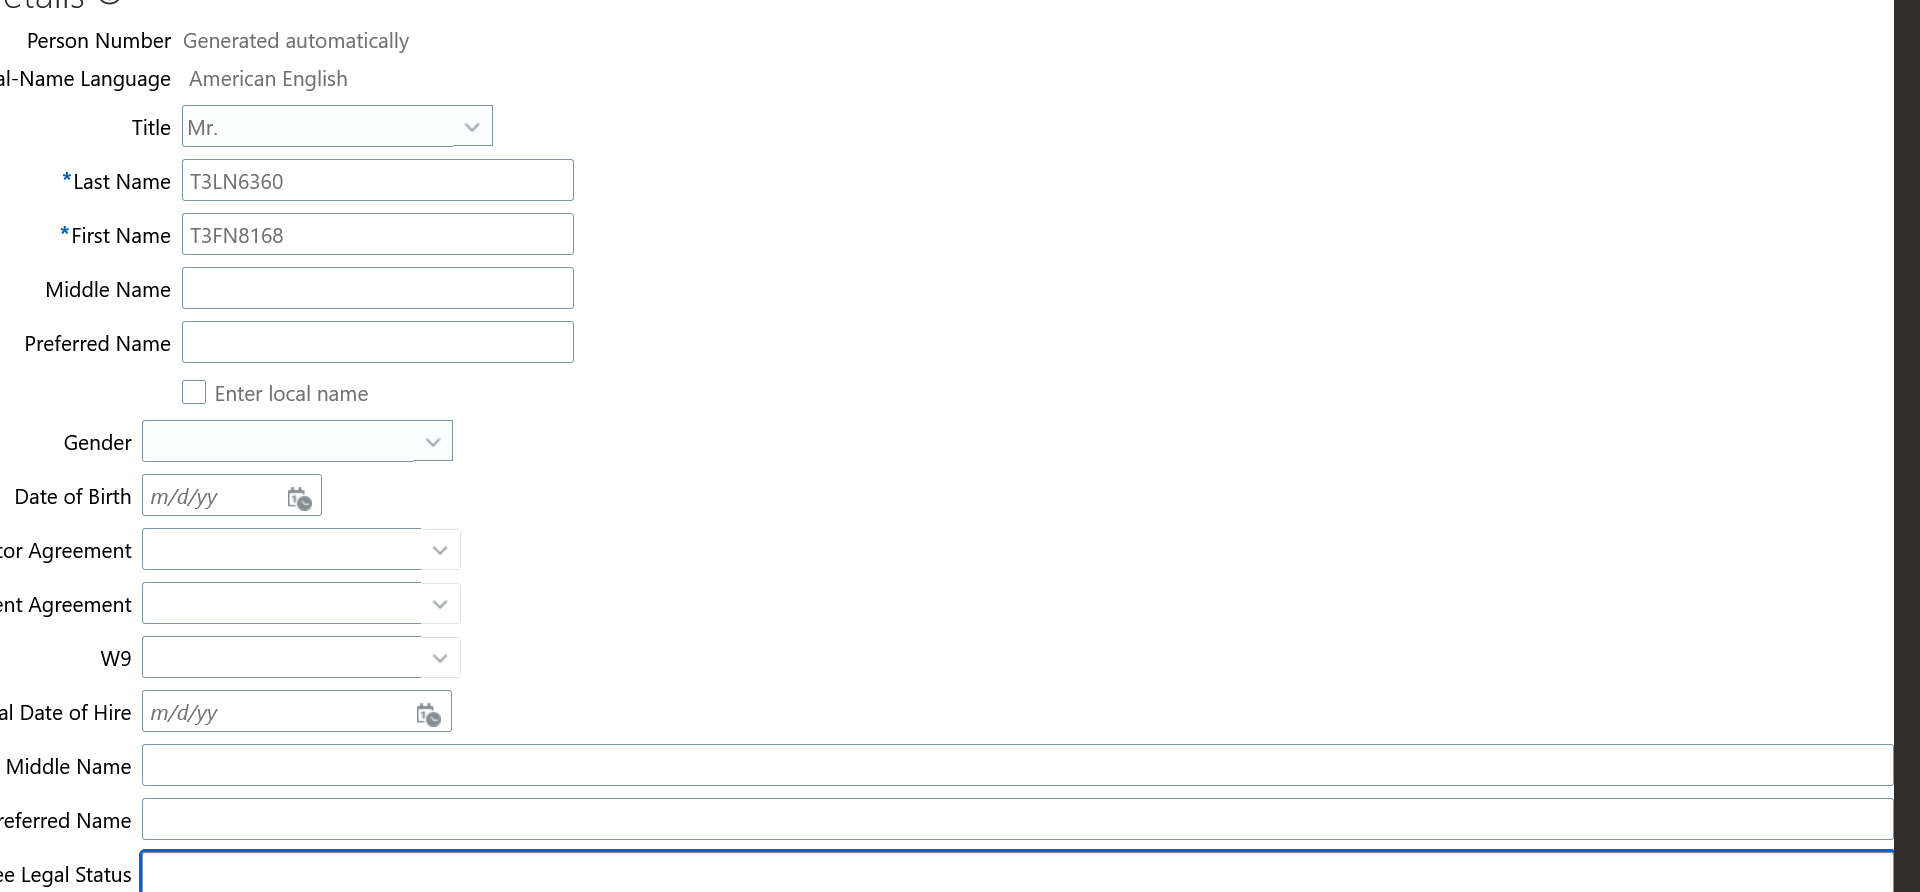 Person Number Generated automatically
al-Name Language American English
Title Mr.
*Last Name T3LN6360
*First Name T3FN8168
Middle Name
Preferred Name
Enter local name
Gender
Date of Birth m/d/yy
tor Agreement
ent Agreement
W9
al Date of Hire m/d/yy
Middle Name
referred Name
ee Legal Status